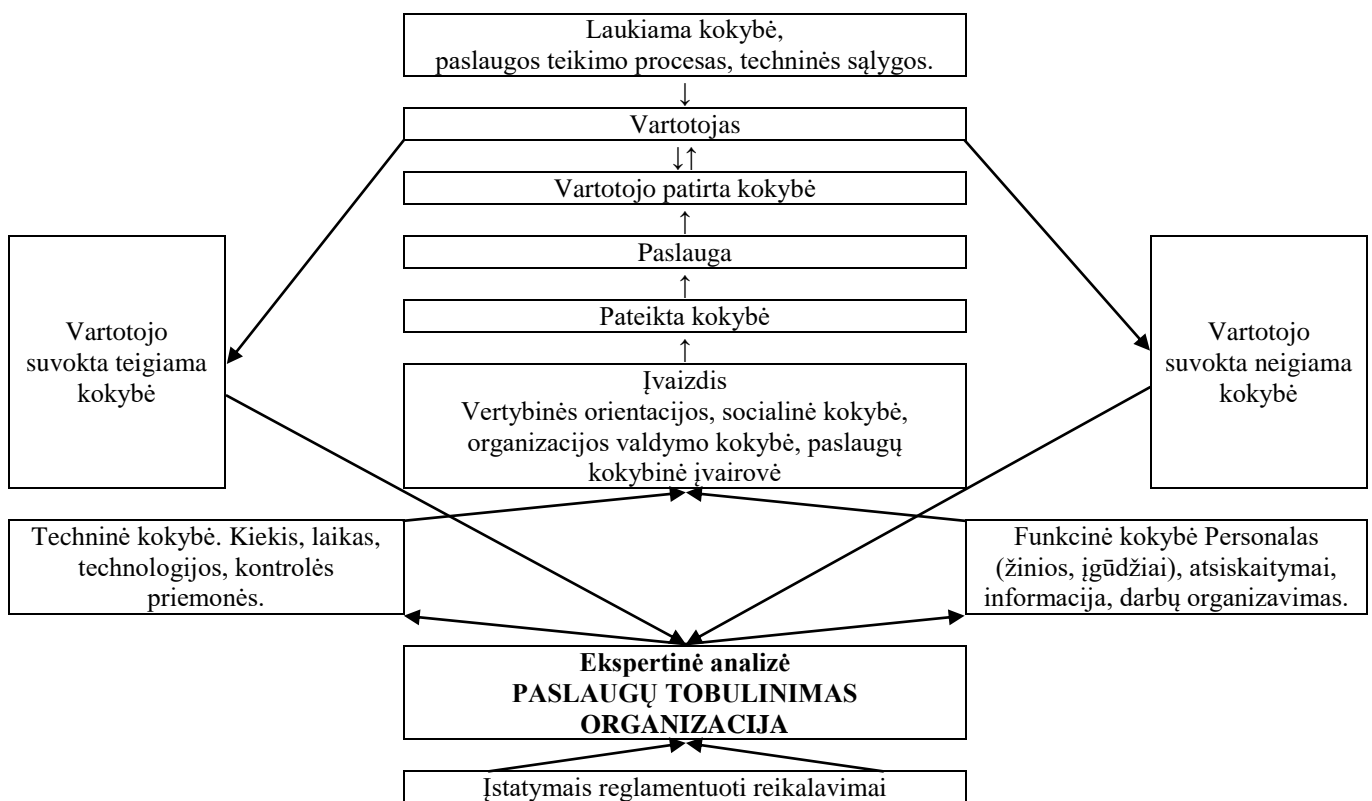 Laukiama kokybė,
paslaugos teikimo procesas, techninės sąlygos.
↓
Vartotojas
↓↑
Vartotojo patirta kokybė
↑
Paslauga
↑
Pateikta kokybė
↑
Vartotojo
suvokta teigiama
kokybė
Vartotojo
suvokta neigiama
kokybė
Įvaizdis
Vertybinės orientacijos, socialinė kokybė,
organizacijos valdymo kokybė, paslaugų
kokybinė įvairovė
Techninė kokybė. Kiekis, laikas,
technologijos, kontrolės
priemonės.
Funkcinė kokybė Personalas
(žinios, įgūdžiai), atsiskaitymai,
informacija, darbų organizavimas.
Ekspertinė analizė
PASLAUGŲ TOBULINIMAS
ORGANIZACIJA
Įstatymais reglamentuoti reikalavimai